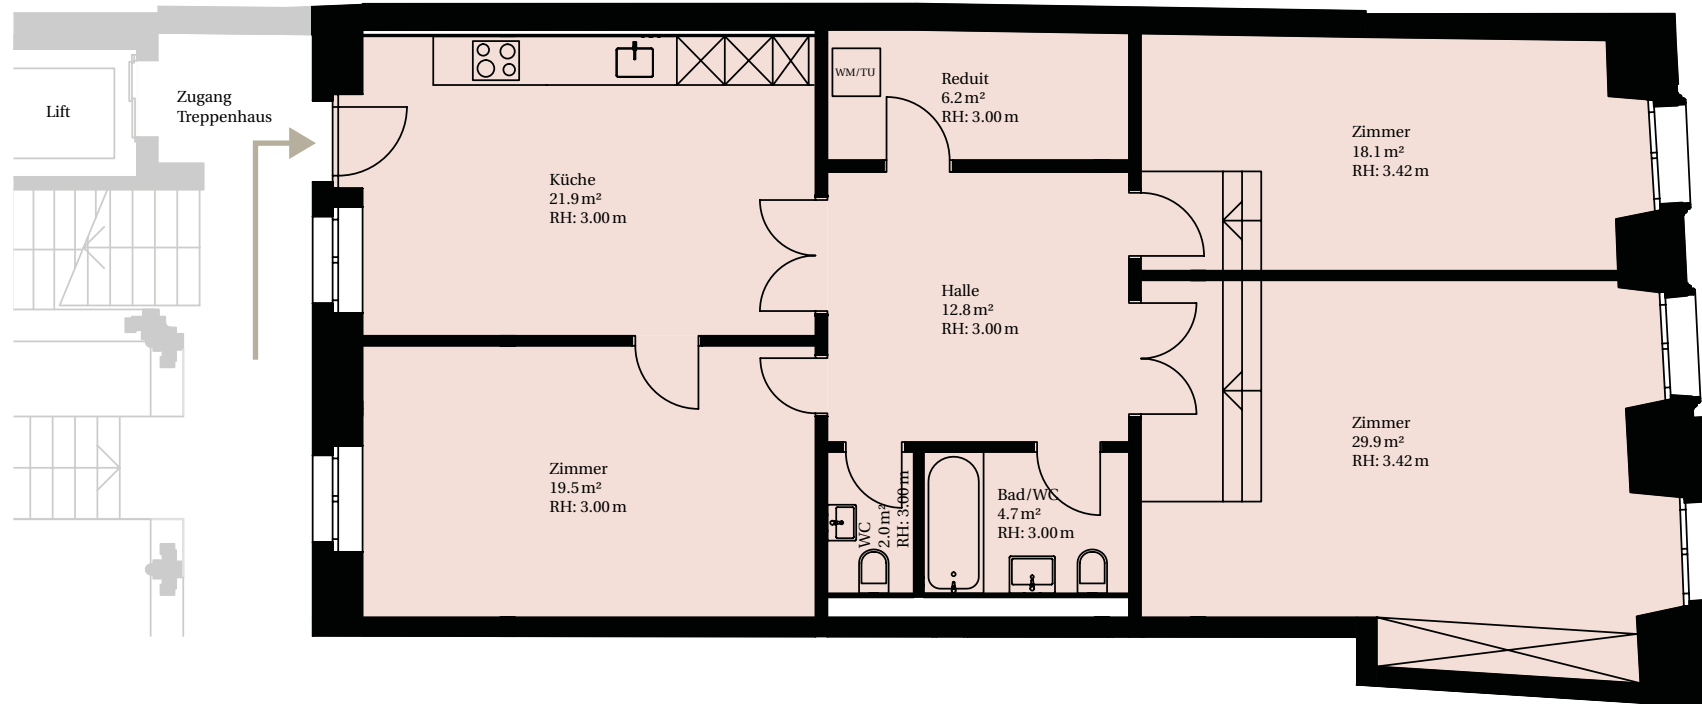 Lift
Zugang
Treppenhaus
Küche
21.9 m²
RH: 3.00 m
WM/TU
Reduit
6.2 m²
RH: 3.00 m
Zimmer
18.1 m²
RH: 3.42 m
Halle
12.8 m²
RH: 3.00 m
Zimmer
29.9 m²
RH: 3.42 m
Zimmer
19.5 m²
RH: 3.00 m
WC
2.0 m²
RH: 3.00 m
Bad/WC
4.7 m²
RH: 3.00 m